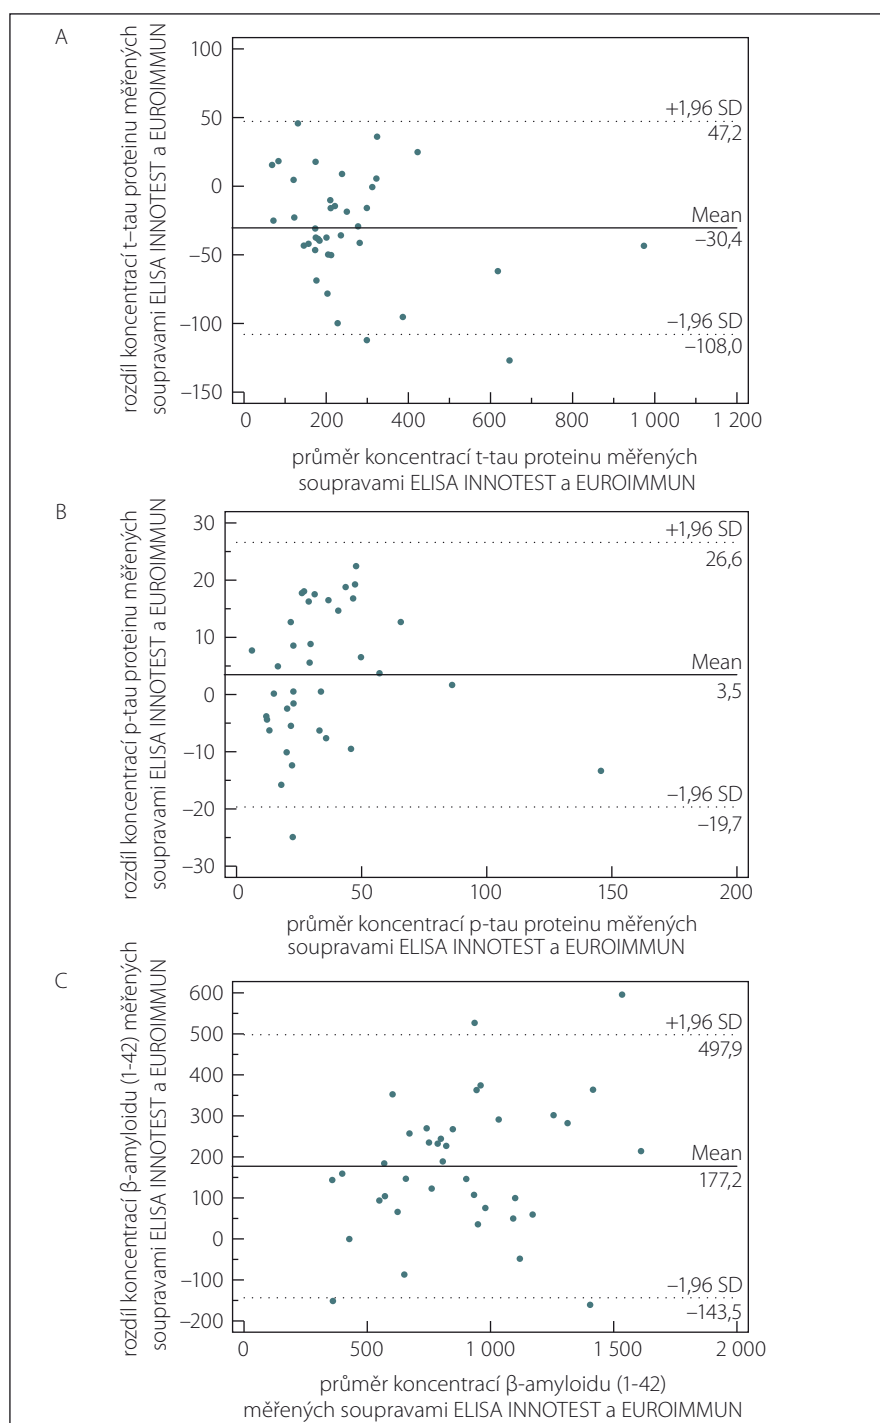 A
rozdíl koncentrací t–tau proteinu měřených
soupravami ELISA INNOTEST a EUROIMMUN
100
50
0
−50
−100
−150
+1,96 SD
47,2
Mean
−30,4
−1,96 SD
−108,0
0 200 400 600 800 1 000 1 200
průměr koncentrací t-tau proteinu měřených
soupravami ELISA INNOTEST a EUROIMMUN
B
rozdíl koncentrací p-tau proteinu měřených
soupravami ELISA INNOTEST a EUROIMMUN
30
20
10
0
−10
−20
−30
+1,96 SD
26,6
Mean
3,5
−1,96 SD
−19,7
0 50 100 150 200
průměr koncentrací p-tau proteinu měřených
soupravami ELISA INNOTEST a EUROIMMUN
C
rozdíl koncentrací β-amyloidu (1-42) měřených
soupravami ELISA INNOTEST a EUROIMMUN
600
500
400
300
200
100
0
−100
−200
+1,96 SD
497,9
Mean
177,2
−1,96 SD
−143,5
0 500 1 000 1 500 2 000
průměr koncentrací β-amyloidu (1-42)
měřených soupravami ELISA INNOTEST a EUROIMMUN